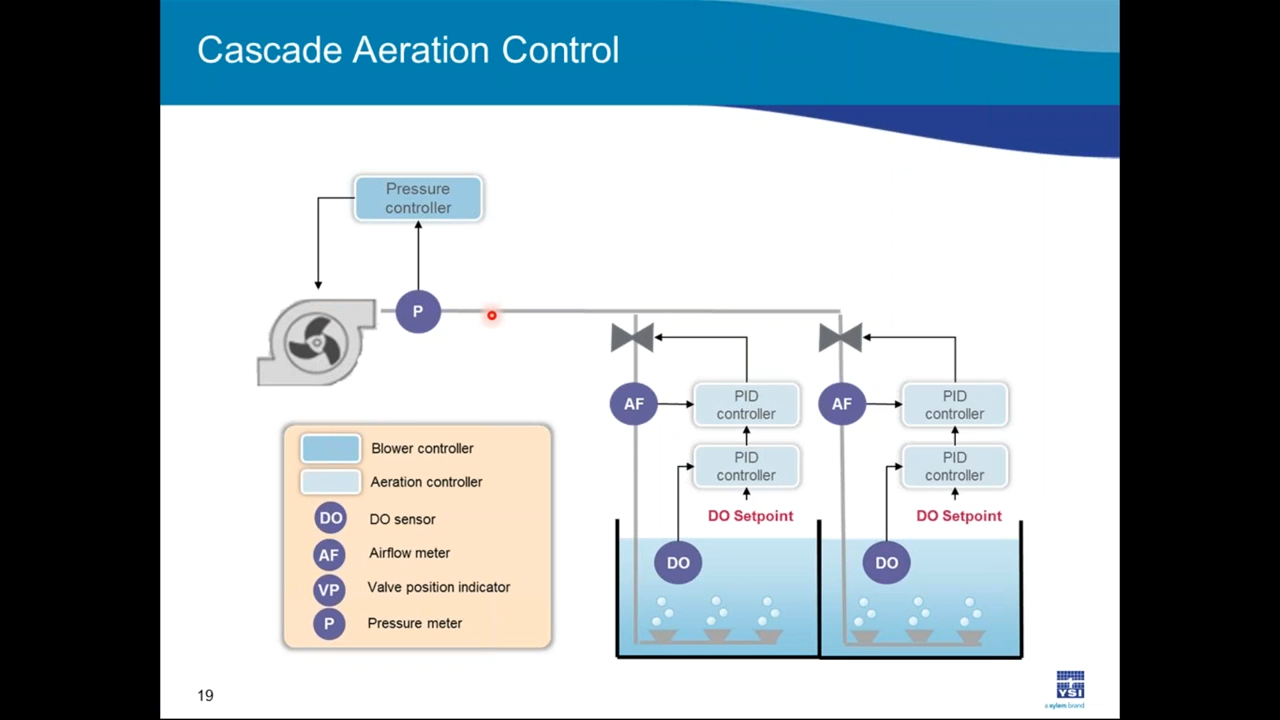 Cascade Aeration Control
Pressure
controller
P
AF
PID
controller
PID
controller
DO Setpoint
DO
AF
PID
controller
PID
controller
DO Setpoint
DO
Blower controller
Aeration controller
DO
DO sensor
AF
Airflow meter
VP
Valve position indicator
P
Pressure meter
19
YSI
a xylem brand